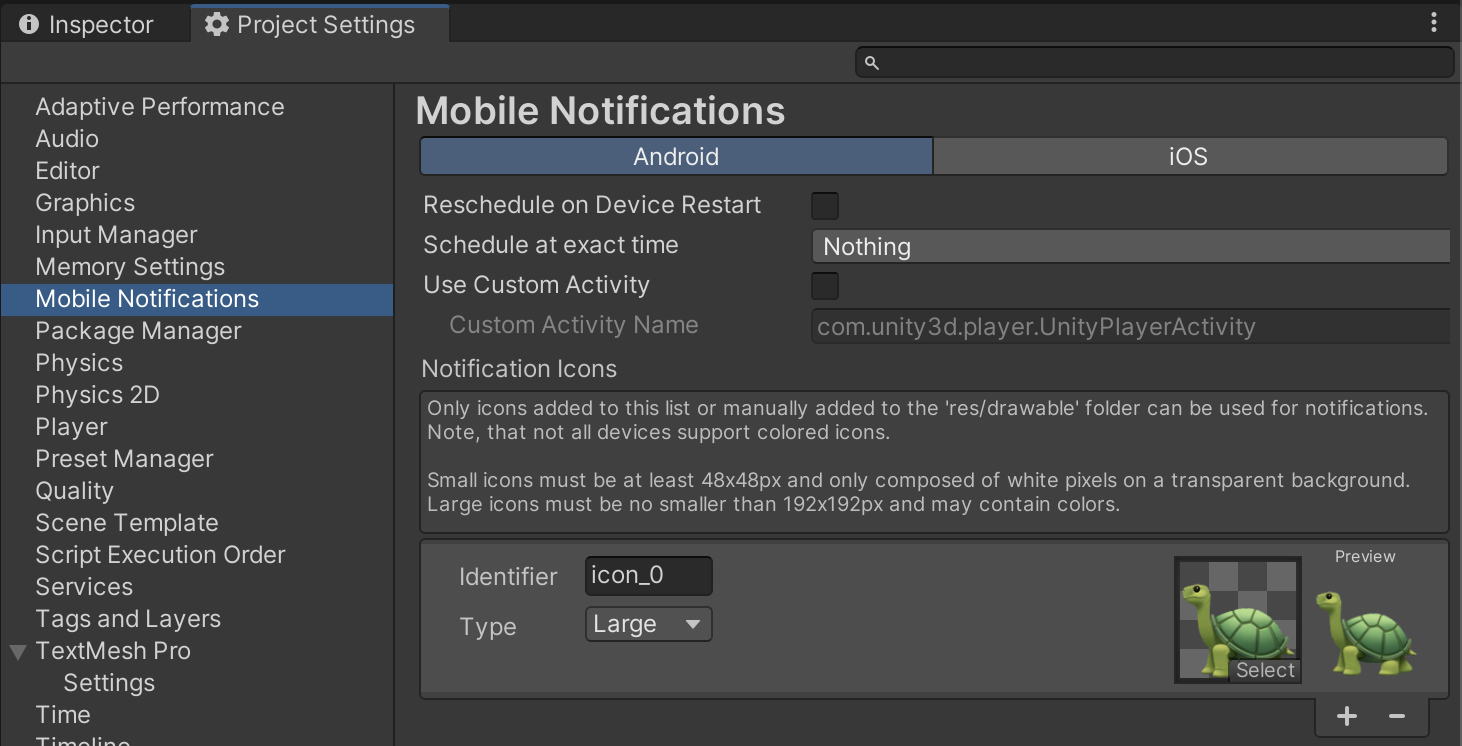 Inspector
Project Settings
Adaptive Performance
Audio
Editor
Graphics
Input Manager
Memory Settings
Mobile Notifications
Package Manager
Physics
Physics 2D
Player
Preset Manager
Quality
Scene Template
Script Execution Order
Services
Tags and Layers
TextMesh Pro
Settings
Time
Timeline
Mobile Notifications
Android
iOS
Reschedule on Device Restart
Schedule at exact time
Nothing
Use Custom Activity
Custom Activity Name
com.unity3d.player.UnityPlayerActivity
Notification Icons
Only icons added to this list or manually added to the 'res/drawable' folder can be used for notifications.
Note, that not all devices support colored icons.
Small icons must be at least 48x48px and only composed of white pixels on a transparent background.
Large icons must be no smaller than 192x192px and may contain colors.
Identifier
icon_0
Type
Large
Select
Preview